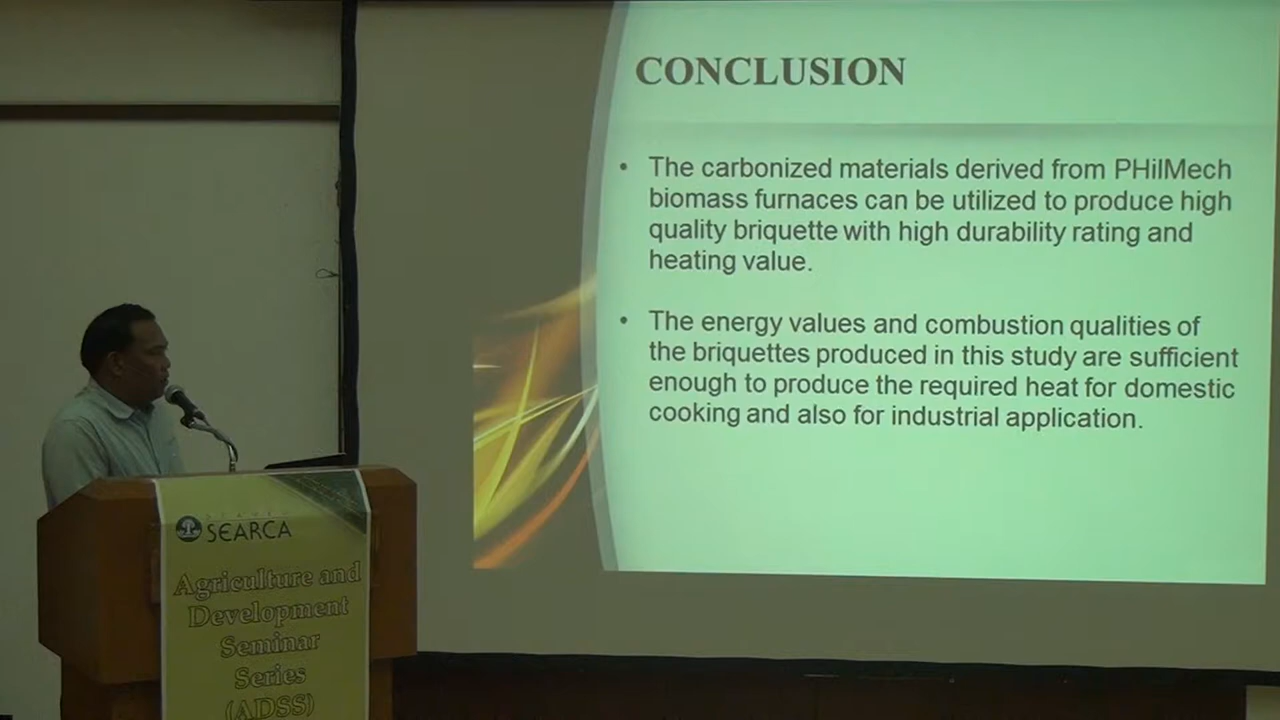 CONCLUSION
• The carbonized materials derived from PHilMech
biomass furnaces can be utilized to produce high
quality briquette with high durability rating and
heating value.
• The energy values and combustion qualities of
the briquettes produced in this study are sufficient
enough to produce the required heat for domestic
cooking and also for industrial application.
SEARCA
Agriculture and
Development
Seminar
Series
(ADSS)